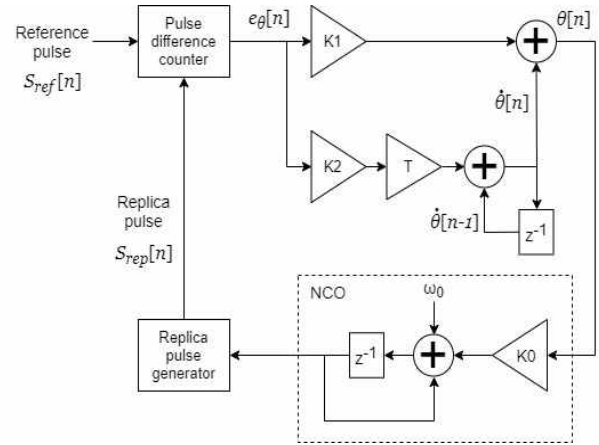 Reference
pulse
S_ref[n]
Pulse
difference
counter
e_θ[n]
K1
+
θ[n]
θ̇[n]
K2
T
+
θ̇[n-1]
z⁻¹
Replica
pulse
S_rep[n]
NCO
ω₀
Replica
pulse
generator
z⁻¹
+
K0